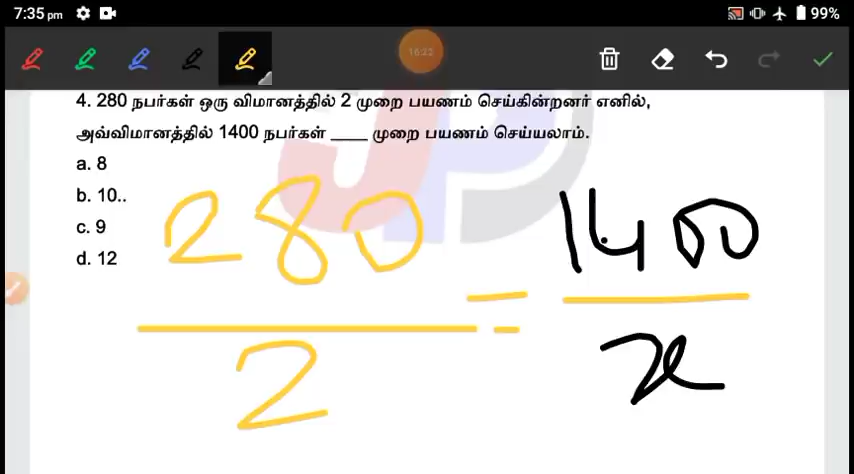 7:35 pm 99%
16:22
4. 280 நபர்கள் ஒரு விமானத்தில் 2 முறை பயணம் செய்கின்றனர் எனில்,
அவ்விமானத்தில் 1400 நபர்கள் ____ முறை பயணம் செய்யலாம்.
a. 8
b. 10..
c. 9
d. 12
280 = 1400
2 x